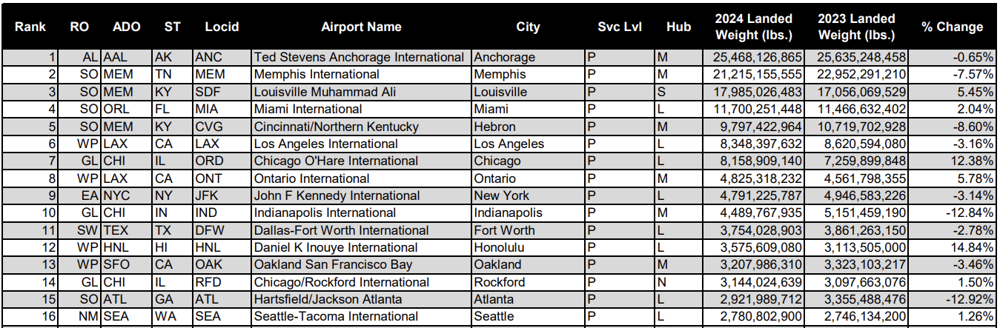 Rank RO ADO ST Locid Airport Name City Svc Lvl Hub 2024 Landed Weight (lbs.) 2023 Landed Weight (lbs.) % Change
1 AL AAL AK ANC Ted Stevens Anchorage International Anchorage P M 25,468,126,865 25,635,248,458 -0.65%
2 SO MEM TN MEM Memphis International Memphis P M 21,215,155,555 22,952,291,210 -7.57%
3 SO MEM KY SDF Louisville Muhammad Ali Louisville P S 17,985,026,483 17,056,069,529 5.45%
4 SO ORL FL MIA Miami International Miami P L 11,700,251,448 11,466,632,402 2.04%
5 SO MEM KY CVG Cincinnati/Northern Kentucky Hebron P M 9,797,422,964 10,719,702,928 -8.60%
6 WP LAX CA LAX Los Angeles International Los Angeles P L 8,348,397,632 8,620,594,080 -3.16%
7 GL CHI IL ORD Chicago O'Hare International Chicago P L 8,158,909,140 7,259,899,848 12.38%
8 WP LAX CA ONT Ontario International Ontario P M 4,825,318,232 4,561,798,355 5.78%
9 EA NYC NY JFK John F Kennedy International New York P L 4,791,225,787 4,946,583,226 -3.14%
10 GL CHI IN IND Indianapolis International Indianapolis P M 4,489,767,935 5,151,459,190 -12.84%
11 SW TEX TX DFW Dallas-Fort Worth International Fort Worth P L 3,754,028,903 3,861,263,150 -2.78%
12 WP HNL HI HNL Daniel K Inouye International Honolulu P L 3,575,609,080 3,113,505,000 14.84%
13 WP SFO CA OAK Oakland San Francisco Bay Oakland P M 3,207,986,310 3,323,103,217 -3.46%
14 GL CHI IL RFD Chicago/Rockford International Rockford P N 3,144,024,639 3,097,663,076 1.50%
15 SO ATL GA ATL Hartsfield/Jackson Atlanta Atlanta P L 2,921,989,712 3,355,488,476 -12.92%
16 NM SEA WA SEA Seattle-Tacoma International Seattle P L 2,780,802,900 2,746,134,200 1.26%